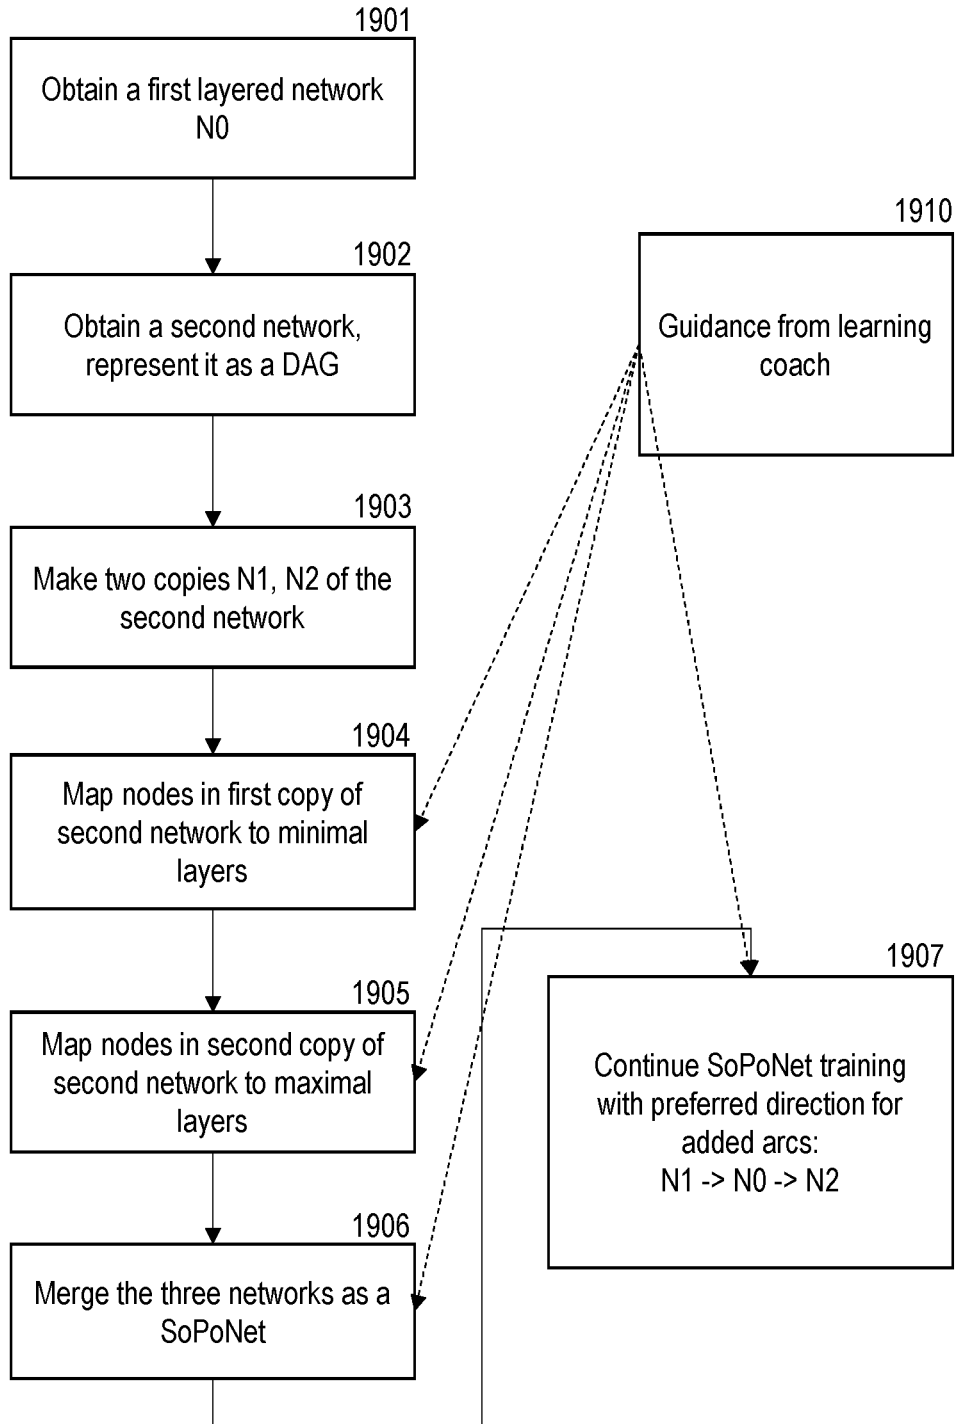 1901
Obtain a first layered network
N0
1902
Obtain a second network,
represent it as a DAG
1903
Make two copies N1, N2 of the
second network
1904
Map nodes in first copy of
second network to minimal
layers
1905
Map nodes in second copy of
second network to maximal
layers
1906
Merge the three networks as a
SoPoNet
1910
Guidance from learning
coach
1907
Continue SoPoNet training
with preferred direction for
added arcs:
N1 -> N0 -> N2